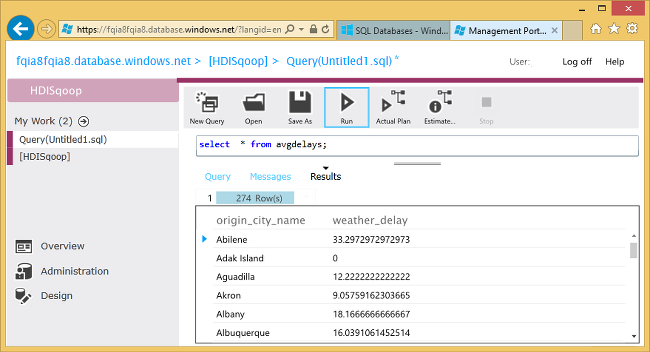 https://fqia8fqia8.database.windows.net/?langid=en
SQL Databases - Wind...
Management Port...
fqia8fqia8.database.windows.net > [HDISqoop] > Query(Untitled1.sql) *
User:
Log off
Help
HDISqoop
My Work (2)
Query(Untitled1.sql)
[HDISqoop]
Overview
Administration
Design
New Query
Open
Save As
Run
Actual Plan
Estimate...
Stop
select * from avgdelays;
Query Messages Results
1 274 Row(s)
origin_city_name weather_delay
Abilene 33.2972972972973
Adak Island 0
Aguadilla 12.2222222222222
Akron 9.05759162303665
Albany 18.1666666666667
Albuquerque 16.0391061452514